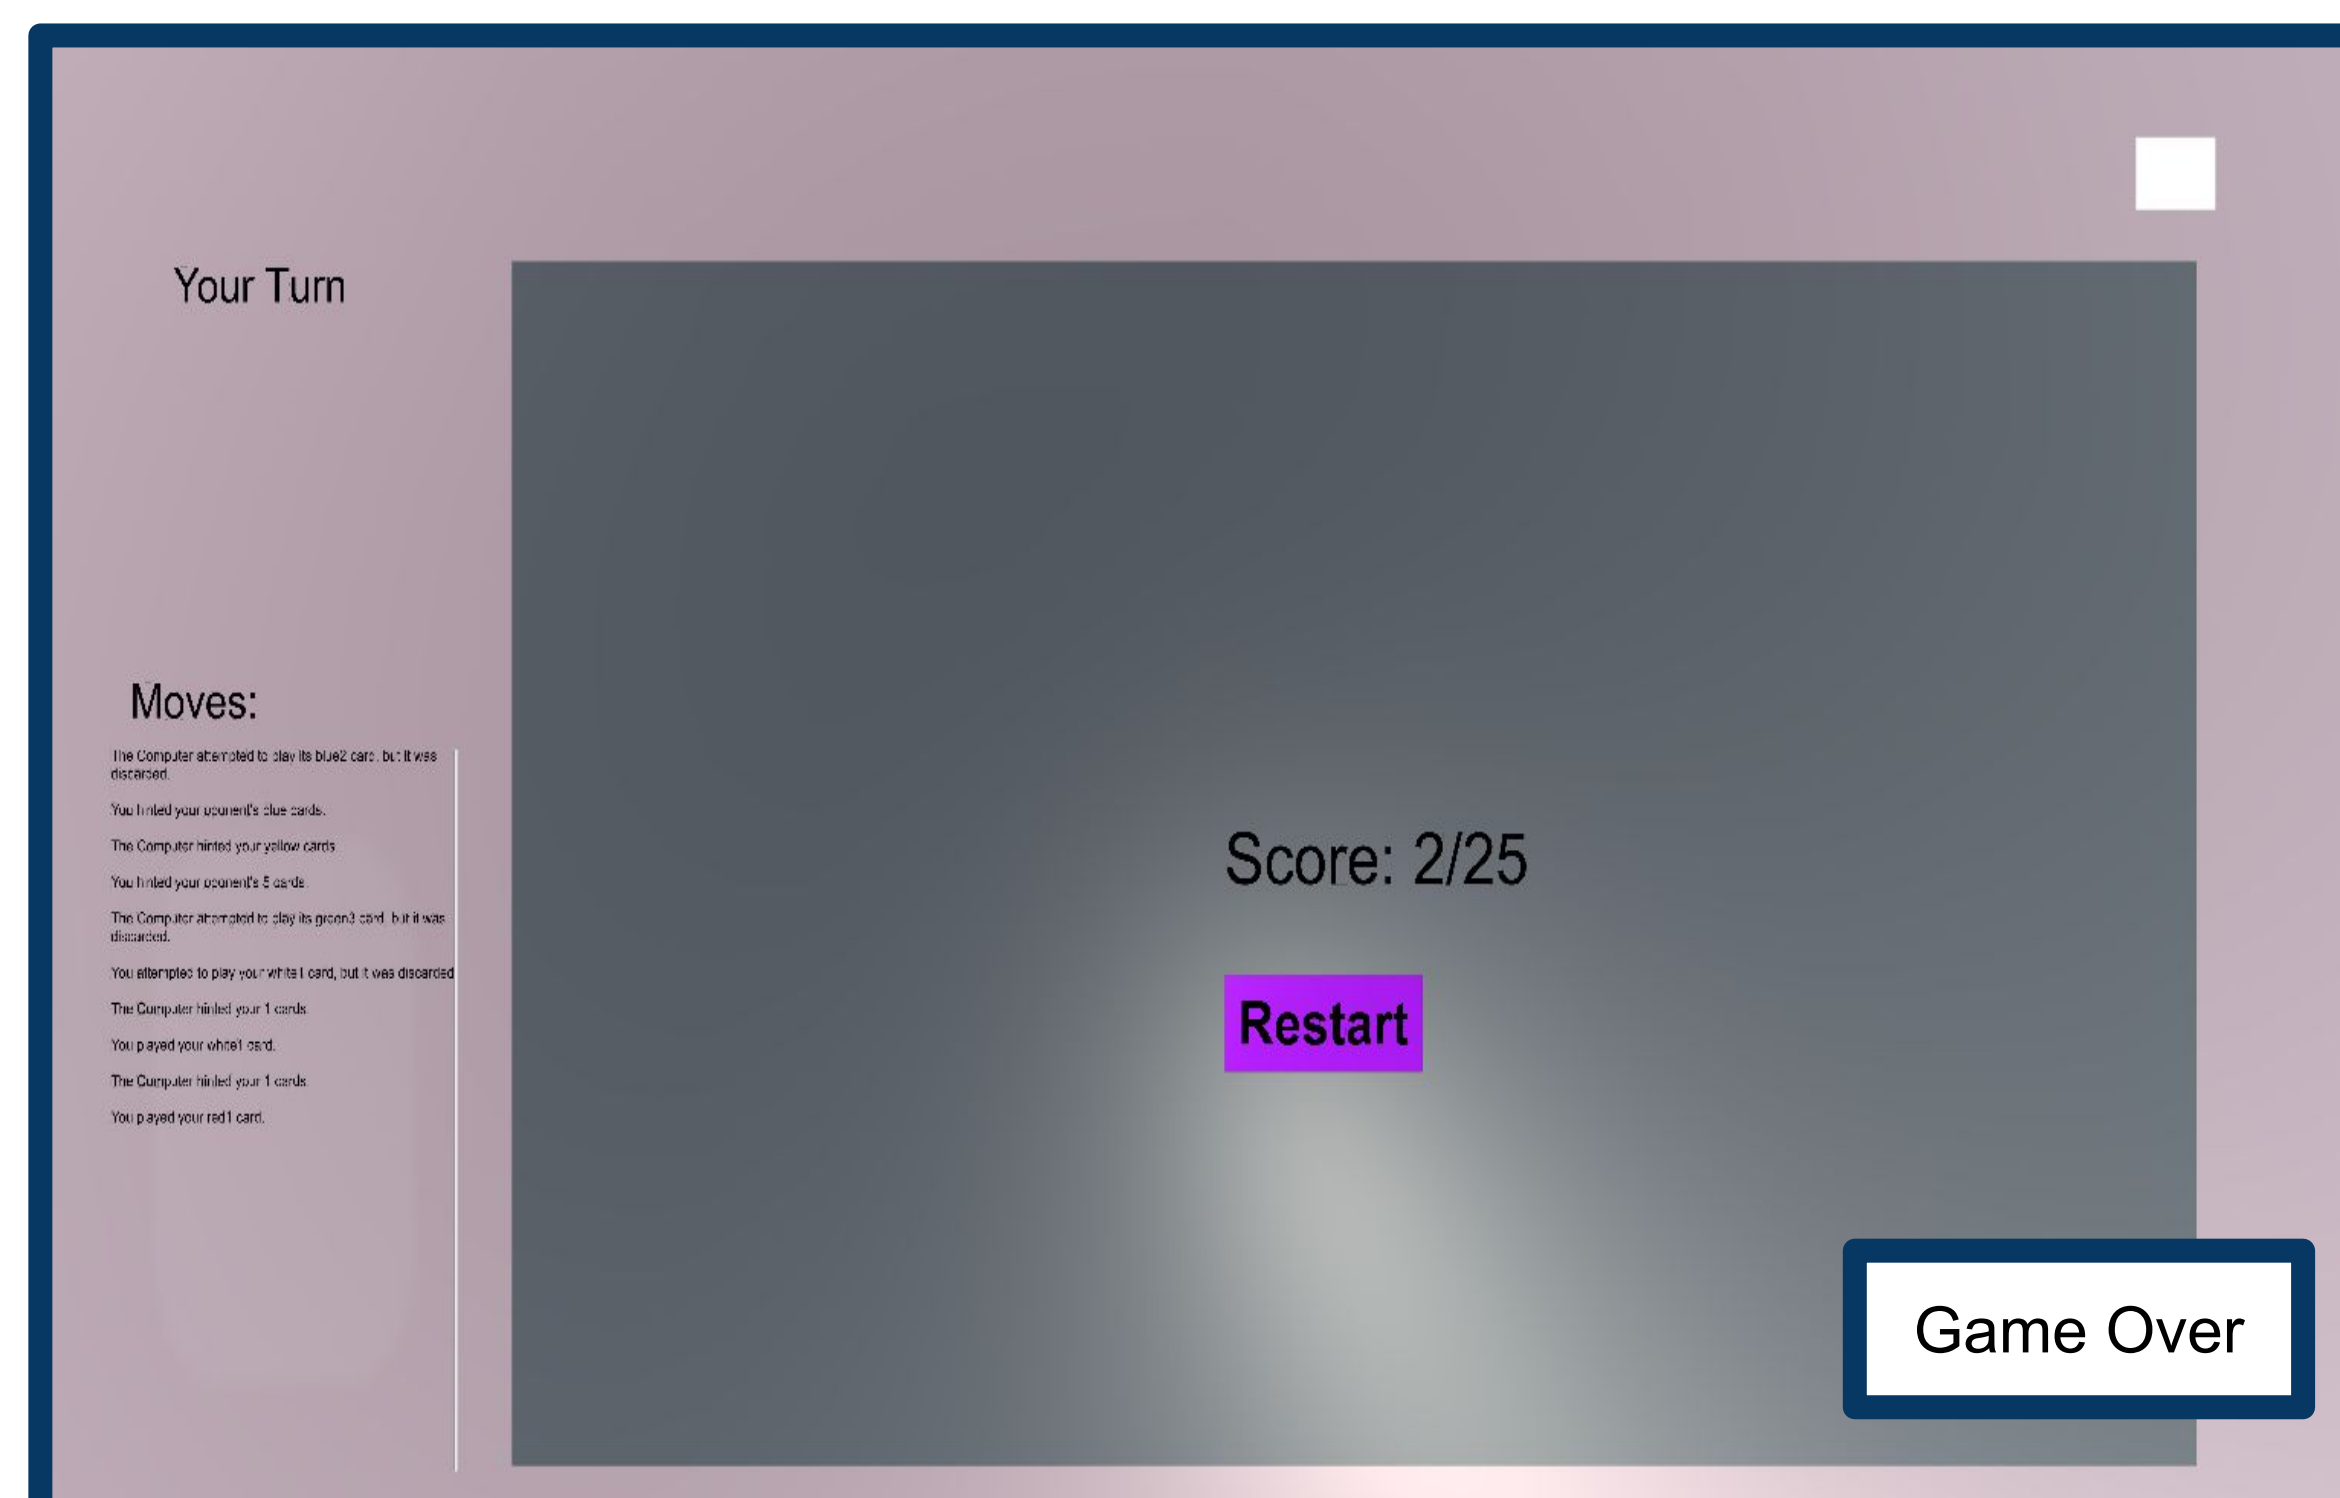 Your Turn
Moves:
The Computer attempted to play its blue2 card, but it was
discarded.
You hinted your opponent's blue cards.
The Computer hinted your yellow cards.
You hinted your opponent's 5 cards.
The Computer attempted to play its green3 card, but it was
discarded.
You attempted to play your white1 card, but it was discarded
The Computer hinted your 1 cards.
You played your white1 card.
The Computer hinted your 1 cards.
You played your red1 card.
Score: 2/25
Restart
Game Over